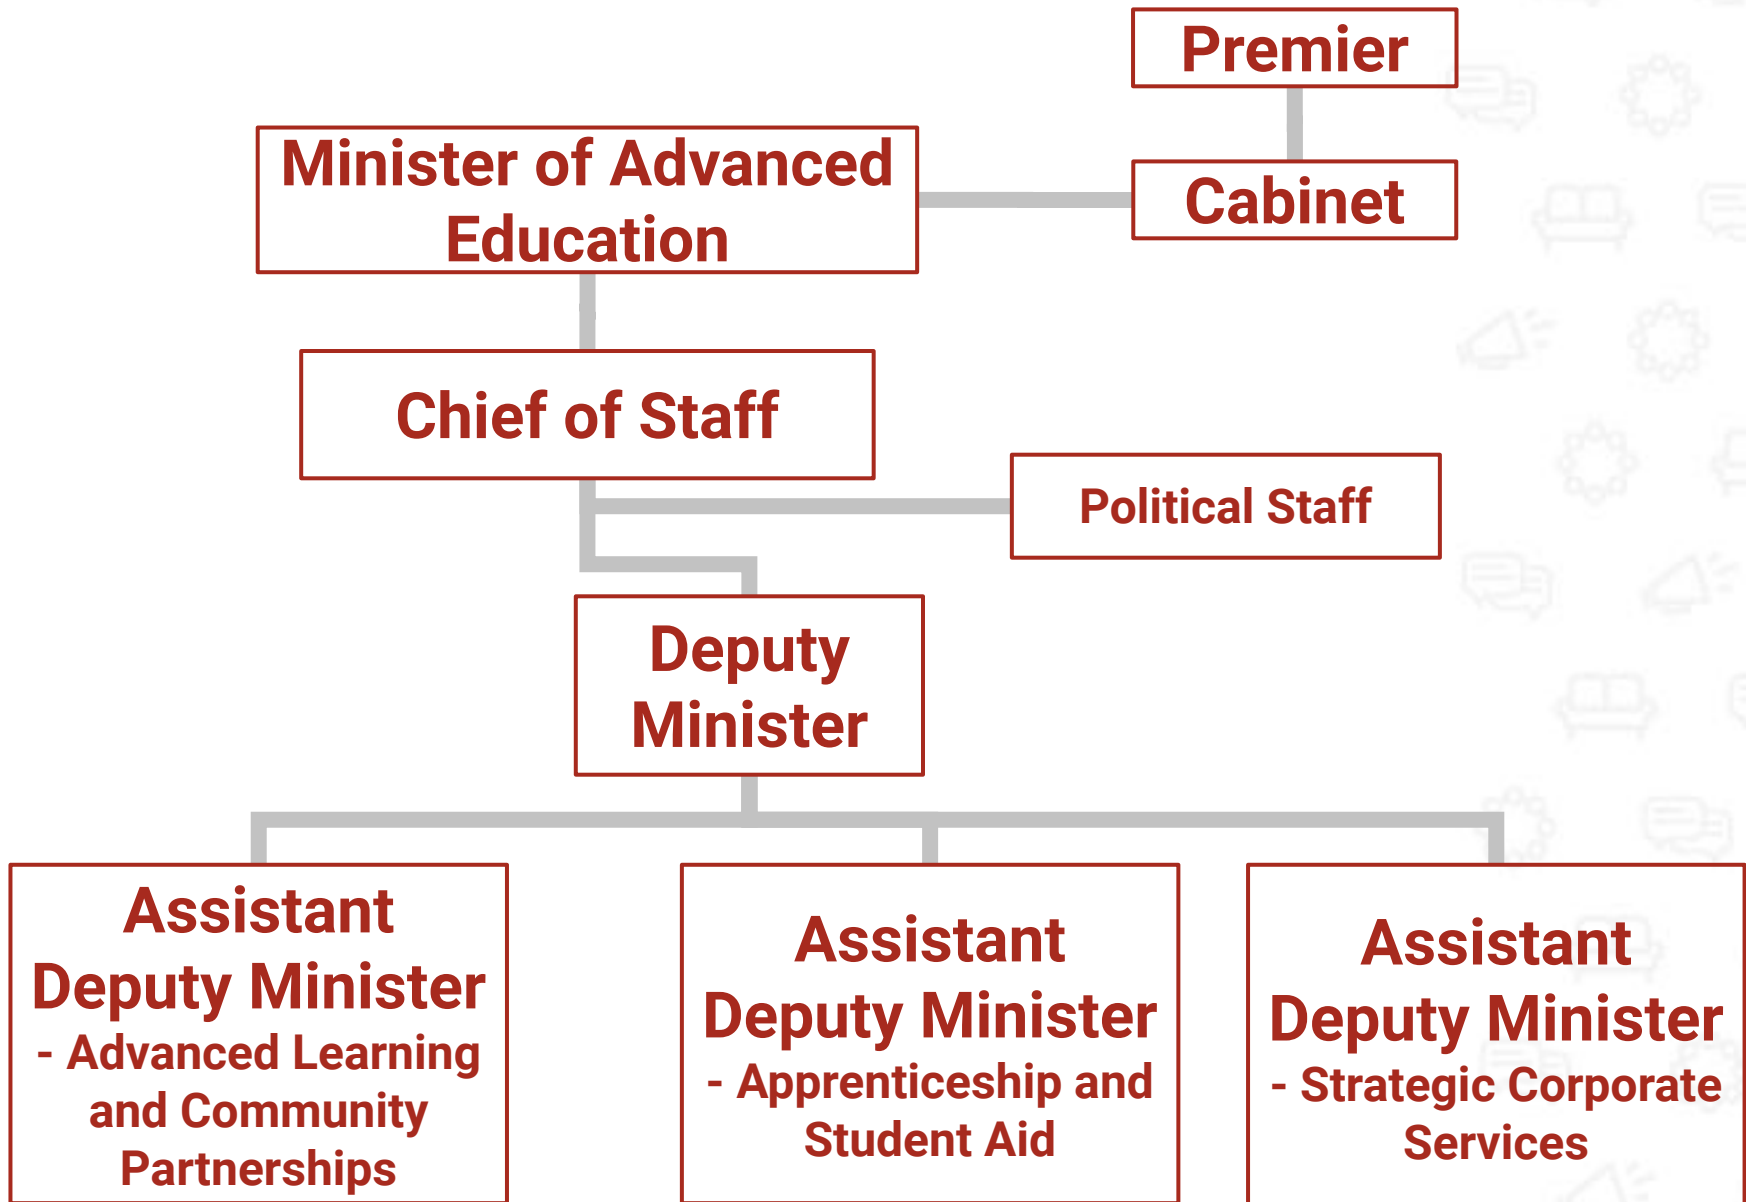 Premier
Minister of Advanced
Education
Cabinet
Chief of Staff
Political Staff
Deputy
Minister
Assistant
Deputy Minister
- Advanced Learning
and Community
Partnerships
Assistant
Deputy Minister
- Apprenticeship and
Student Aid
Assistant
Deputy Minister
- Strategic Corporate
Services